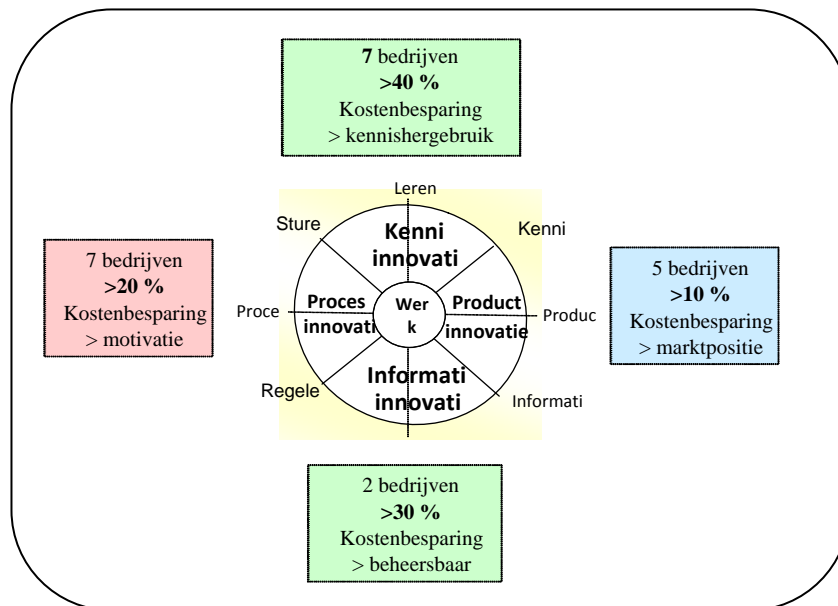 7 bedrijven
>40 %
Kostenbesparing
> kennishergebruik
Leren
Sture
Kenni
Kenni
innovati
7 bedrijven
>20 %
Kostenbesparing
> motivatie
Proce
Proces
innovati
Wer
k
Product
innovatie
Produc
5 bedrijven
>10 %
Kostenbesparing
> marktpositie
Informati
innovati
Regele
Informati
2 bedrijven
>30 %
Kostenbesparing
> beheersbaar